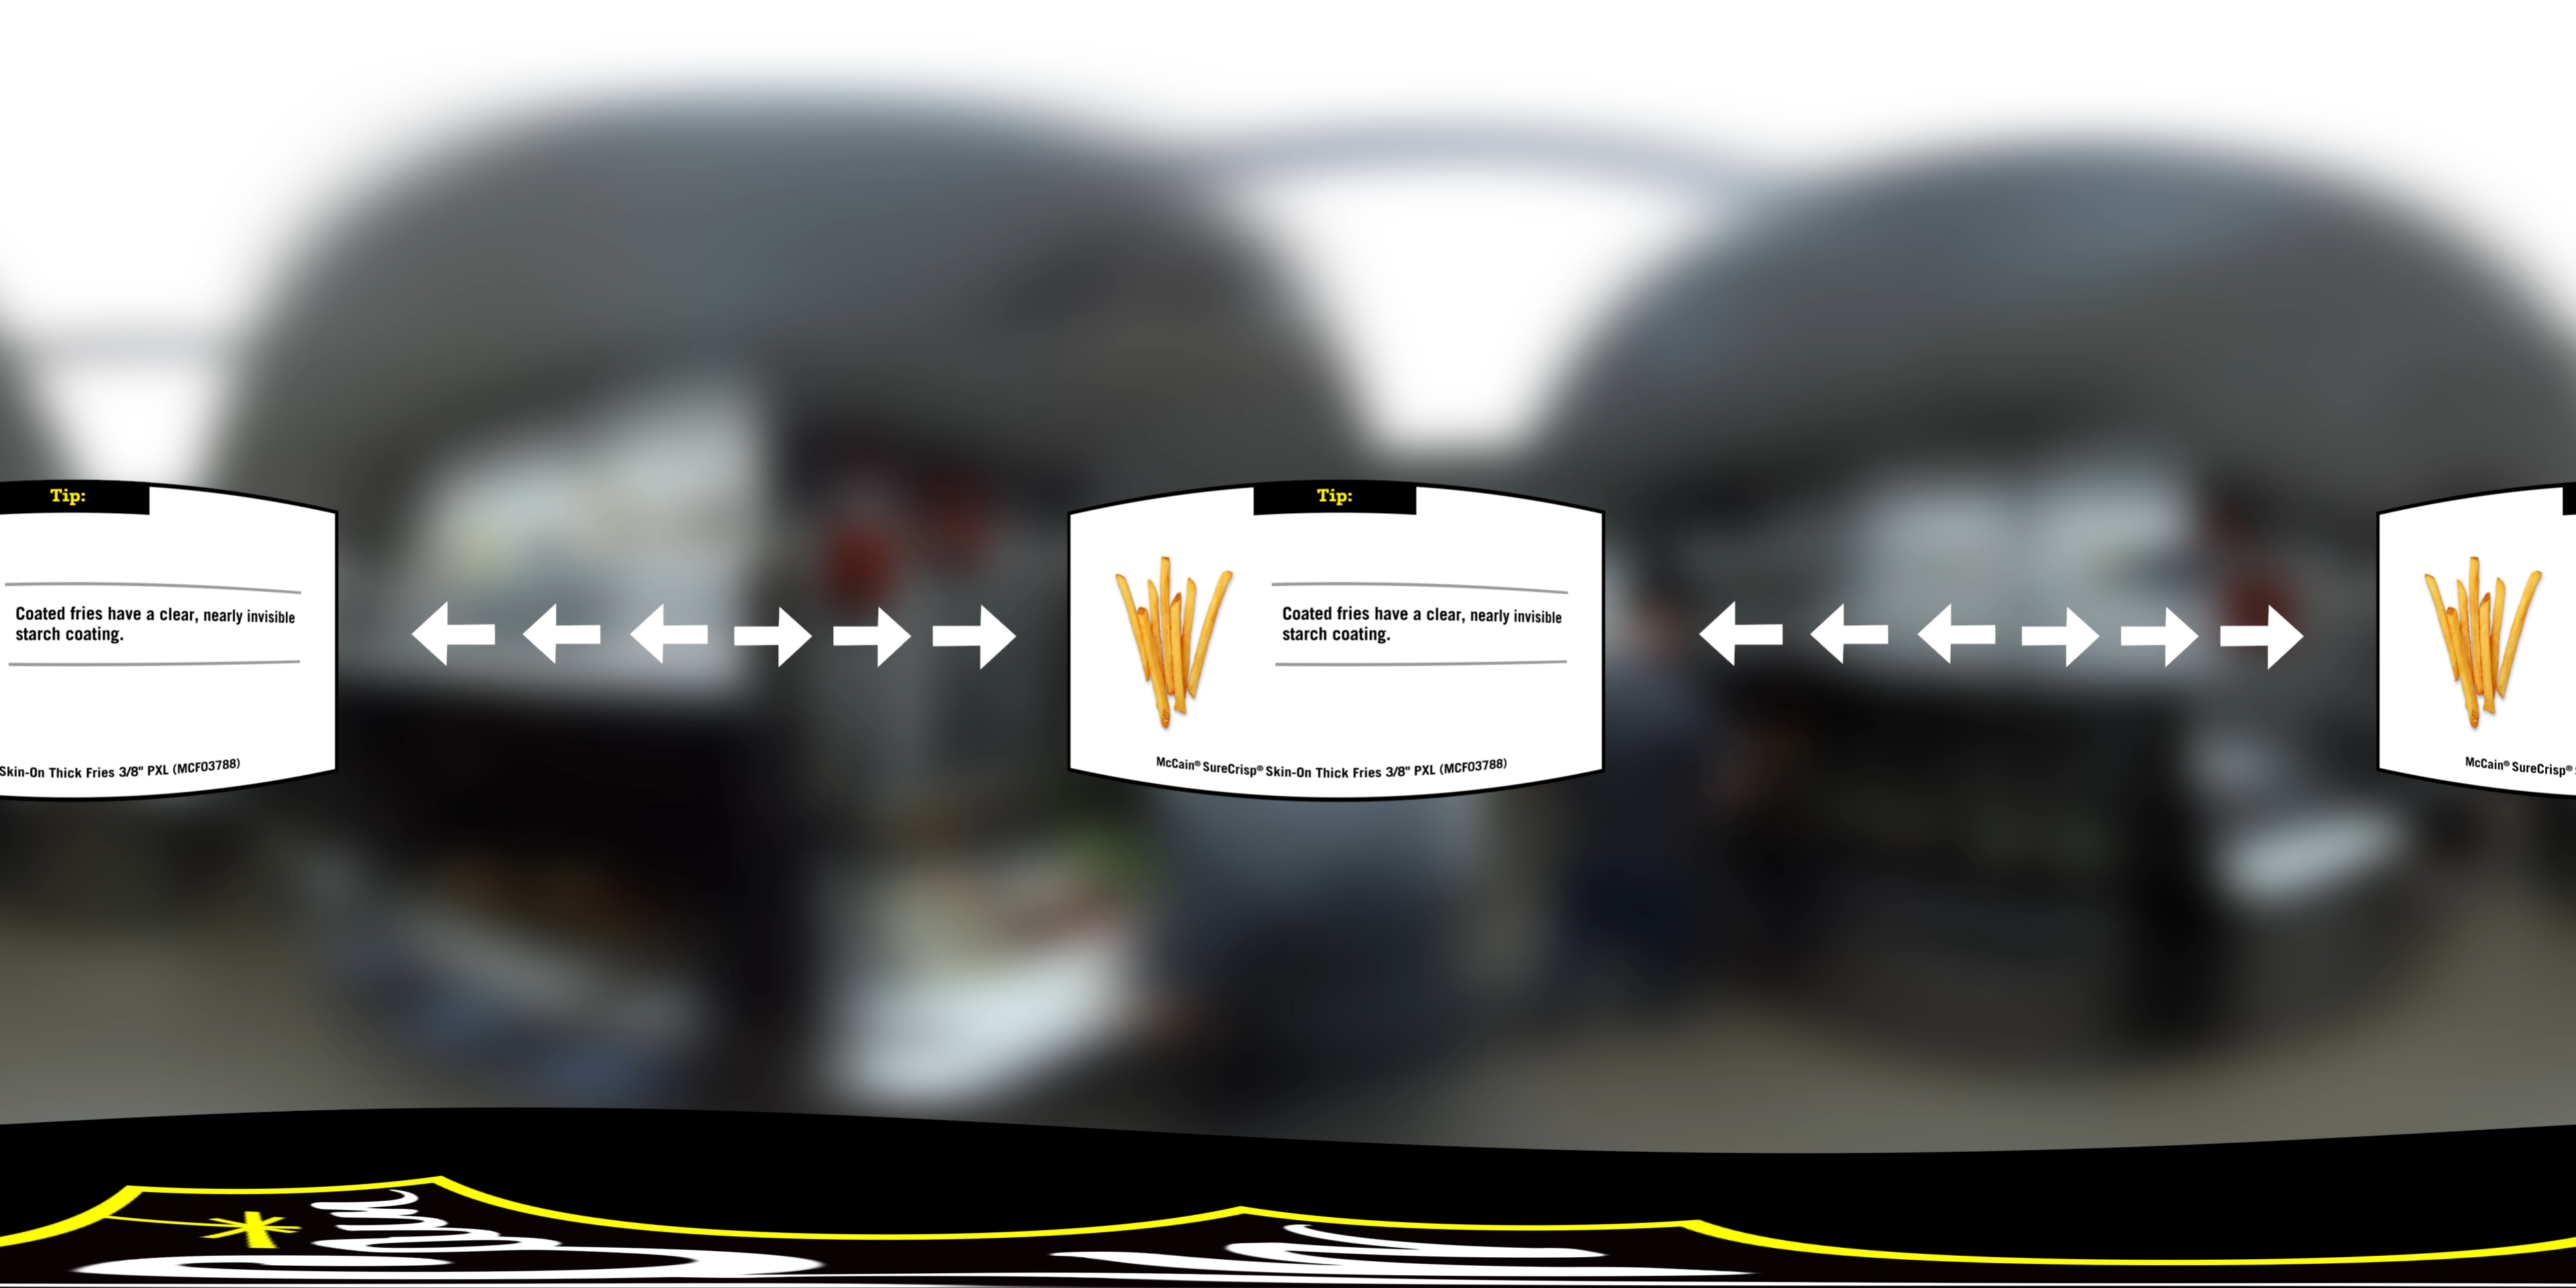 Tip:
Coated fries have a clear, nearly invisible
starch coating.
Skin-On Thick Fries 3/8" PXL (MCF03788)
Tip:
Coated fries have a clear, nearly invisible
starch coating.
McCain® SureCrisp® Skin-On Thick Fries 3/8" PXL (MCF03788)
McCain® SureCrisp®